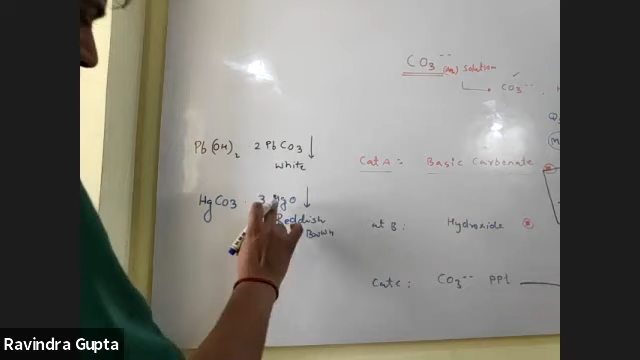 CO3-- (aq) solution
CO3--,
Pb(OH)2 2PbCO3 ↓
white
Cat A:- Basic Carbonate
HgCO3 3HgO ↓
Reddish
Brown
at B: Hydroxide
Cat C: CO3-- PPt
Ravindra Gupta